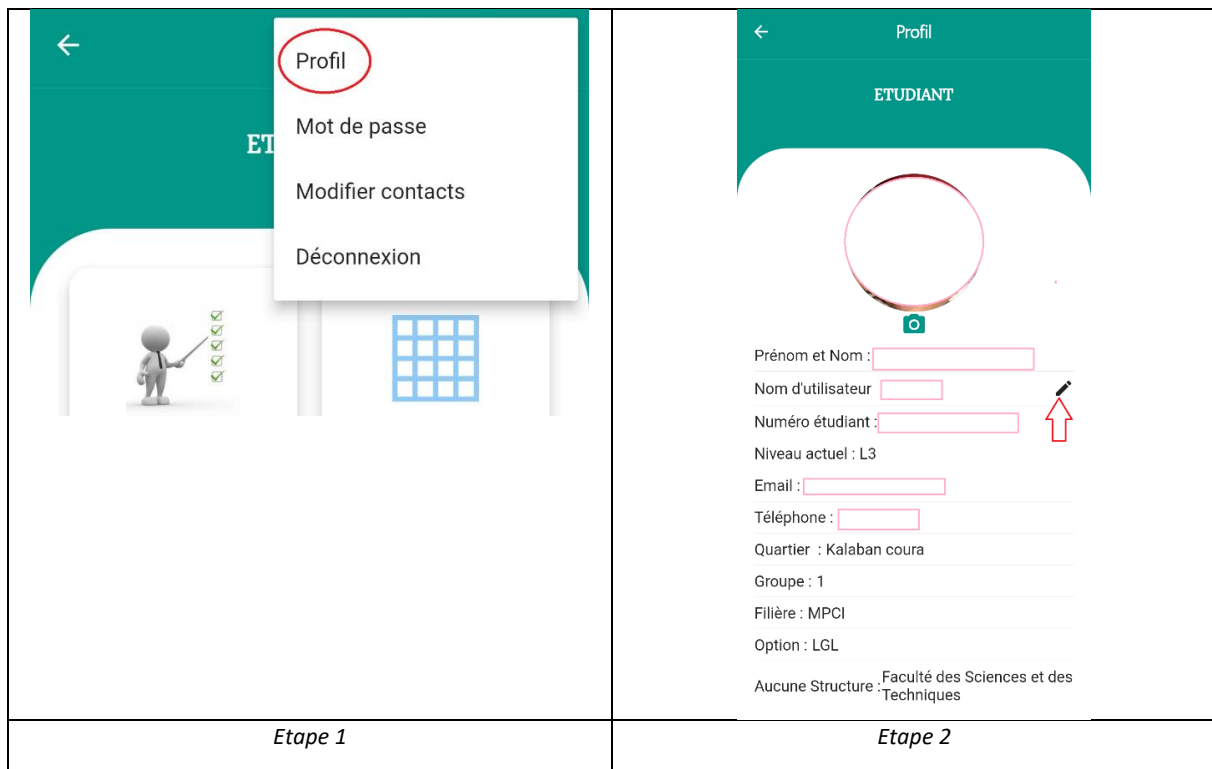 Profil
Mot de passe
ET
Modifier contacts
Déconnexion
Etape 1
Profil
ETUDIANT
Prénom et Nom :
Nom d'utilisateur
Numéro étudiant :
Niveau actuel : L3
Email :
Téléphone :
Quartier : Kalaban coura
Groupe : 1
Filière : MPCI
Option : LGL
Aucune Structure : Faculté des Sciences et des
Techniques
Etape 2